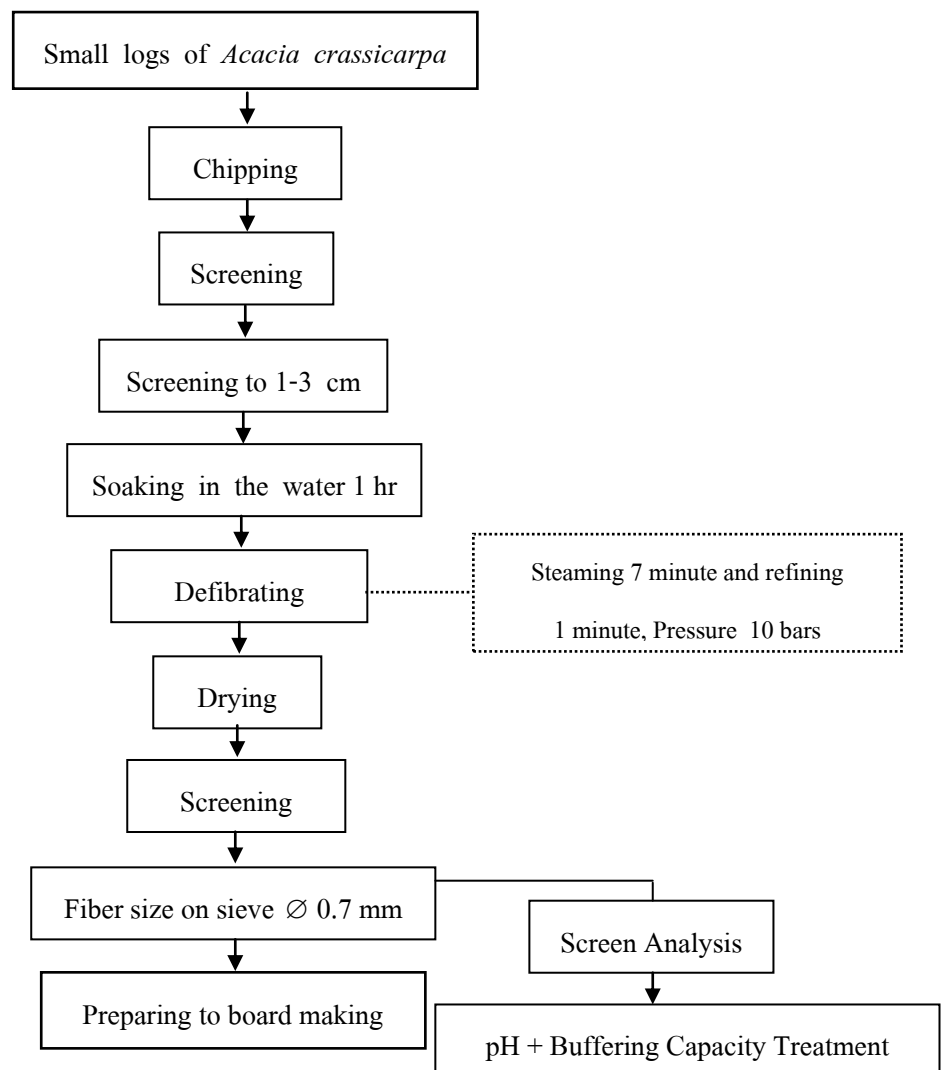 Small logs of Acacia crassicarpa
Chipping
Screening
Screening to 1-3 cm
Soaking in the water 1 hr
Defibrating
Steaming 7 minute and refining
1 minute, Pressure 10 bars
Drying
Screening
Fiber size on sieve ∅ 0.7 mm
Screen Analysis
Preparing to board making
pH + Buffering Capacity Treatment